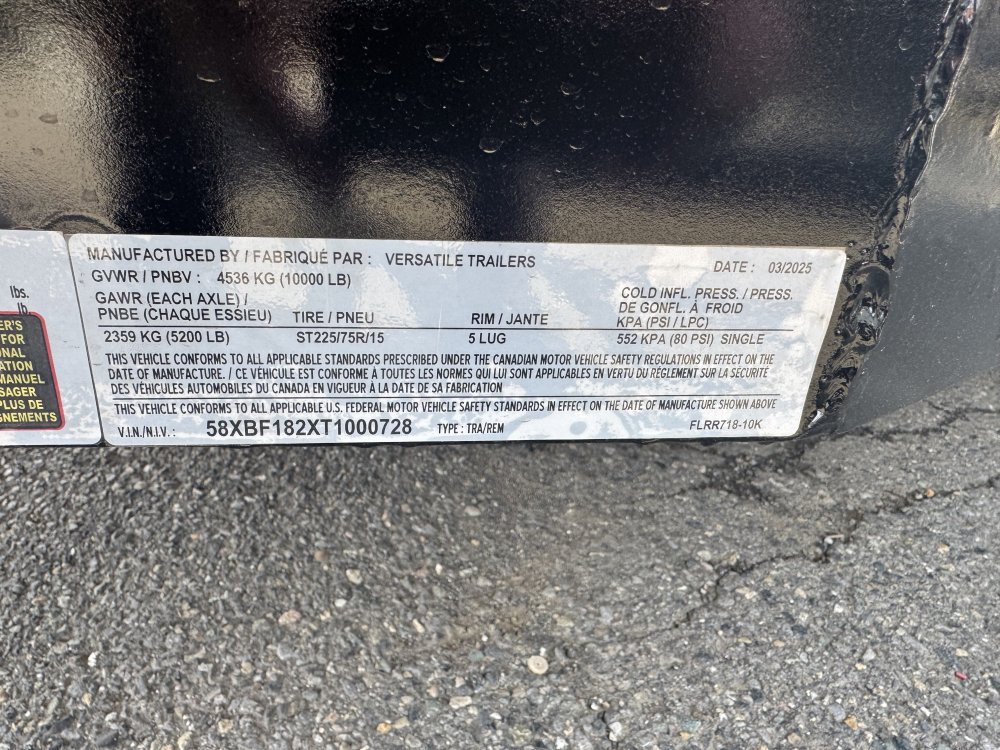 lbs.
lb.
ER'S
FOR
ONAL
ATION
MANUEL
SAGER
PLUS DE
GNEMENTS
MANUFACTURED BY / FABRIQUÉ PAR : VERSATILE TRAILERS DATE : 03/2025
GVWR / PNBV : 4536 KG (10000 LB)
GAWR (EACH AXLE) /
PNBE (CHAQUE ESSIEU) TIRE / PNEU RIM / JANTE COLD INFL. PRESS. / PRESS.
DE GONFL. À FROID
KPA (PSI / LPC)
2359 KG (5200 LB) ST225/75R/15 5 LUG 552 KPA (80 PSI) SINGLE
THIS VEHICLE CONFORMS TO ALL APPLICABLE STANDARDS PRESCRIBED UNDER THE CANADIAN MOTOR VEHICLE SAFETY REGULATIONS IN EFFECT ON THE
DATE OF MANUFACTURE. / CE VÉHICULE EST CONFORME À TOUTES LES NORMES QUI LUI SONT APPLICABLES EN VERTU DU RÈGLEMENT SUR LA SÉCURITÉ
DES VÉHICULES AUTOMOBILES DU CANADA EN VIGUEUR À LA DATE DE SA FABRICATION
THIS VEHICLE CONFORMS TO ALL APPLICABLE U.S. FEDERAL MOTOR VEHICLE SAFETY STANDARDS IN EFFECT ON THE DATE OF MANUFACTURE SHOWN ABOVE
V.I.N./N.I.V. : 58XBF182XT1000728 TYPE : TRA/REM FLRR718-10K